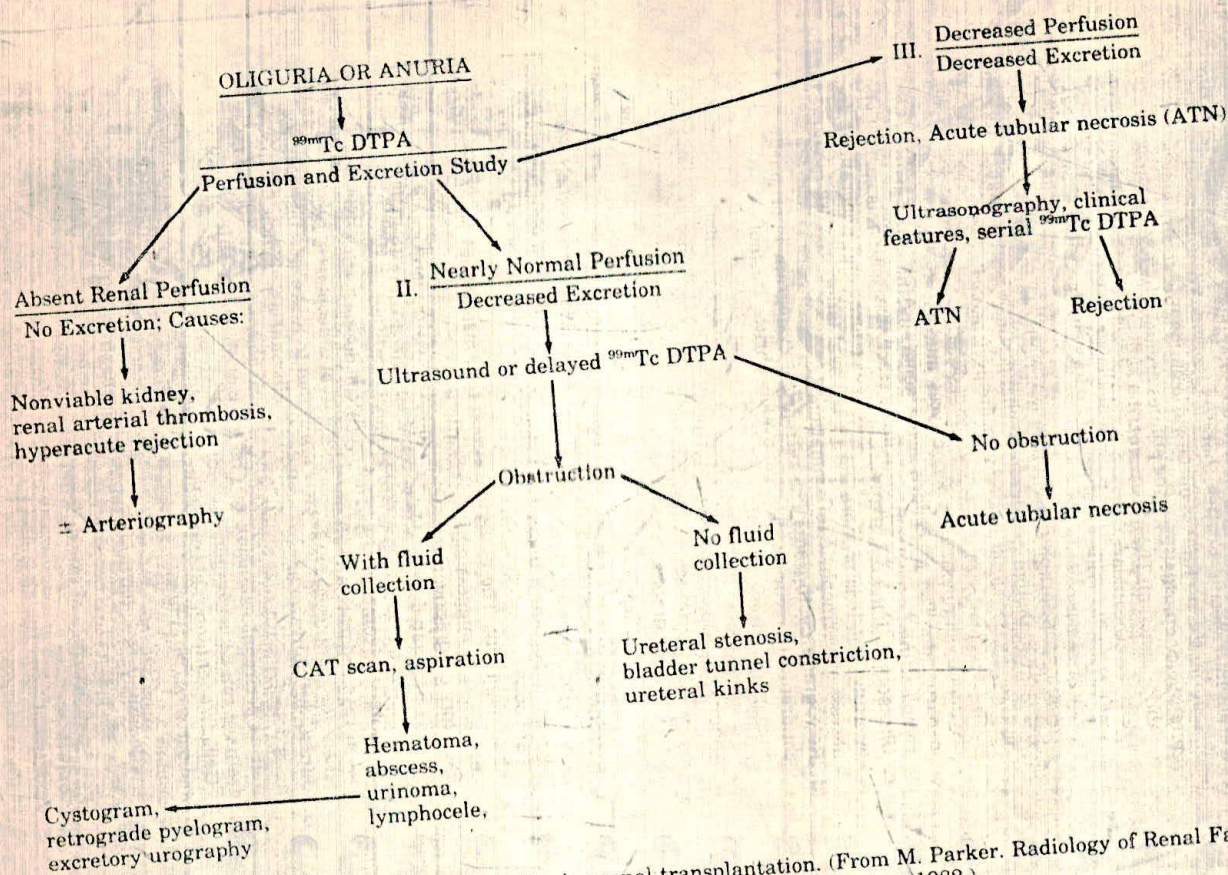 OLIGURIA OR ANURIA
99mTc DTPA
Perfusion and Excretion Study
Absent Renal Perfusion
No Excretion; Causes:
Nonviable kidney,
renal arterial thrombosis,
hyperacute rejection
± Arteriography
II. Nearly Normal Perfusion
Decreased Excretion
Ultrasound or delayed 99mTc DTPA
Obstruction
With fluid
collection
CAT scan, aspiration
Hematoma,
abscess,
urinoma,
lymphocele,
Cystogram,
retrograde pyelogram,
excretory urography
No fluid
collection
Ureteral stenosis,
bladder tunnel constriction,
ureteral kinks
No obstruction
Acute tubular necrosis
III. Decreased Perfusion
Decreased Excretion
Rejection, Acute tubular necrosis (ATN)
Ultrasonography, clinical
features, serial 99mTc DTPA
ATN
Rejection
transplantation. (From M. Parker. Radiology of Renal